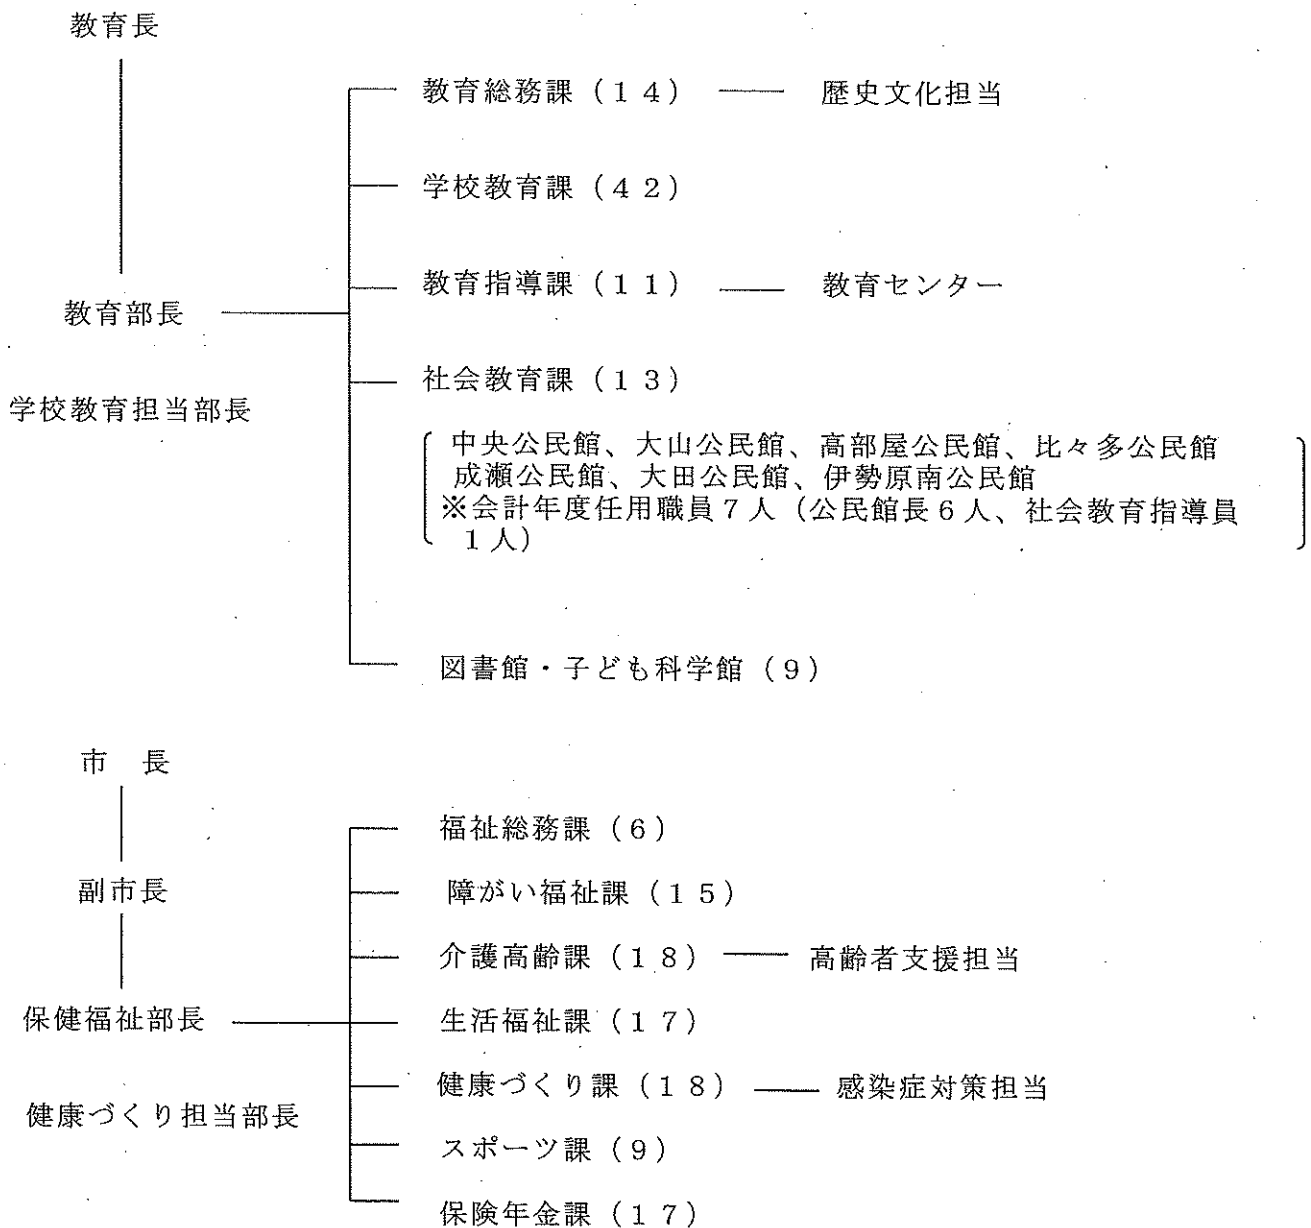 教育長
教育総務課（１４） 歴史文化担当
学校教育課（４２）
教育指導課（１１） 教育センター
教育部長
社会教育課（１３）
学校教育担当部長
中央公民館、大山公民館、高部屋公民館、比々多公民館
成瀬公民館、大田公民館、伊勢原南公民館
※会計年度任用職員７人（公民館長６人、社会教育指導員
１人）
図書館・子ども科学館（９）
市　長
福祉総務課（６）
副市長
障がい福祉課（１５）
介護高齢課（１８） 高齢者支援担当
保健福祉部長
生活福祉課（１７）
健康づくり課（１８） 感染症対策担当
健康づくり担当部長
スポーツ課（９）
保険年金課（１７）